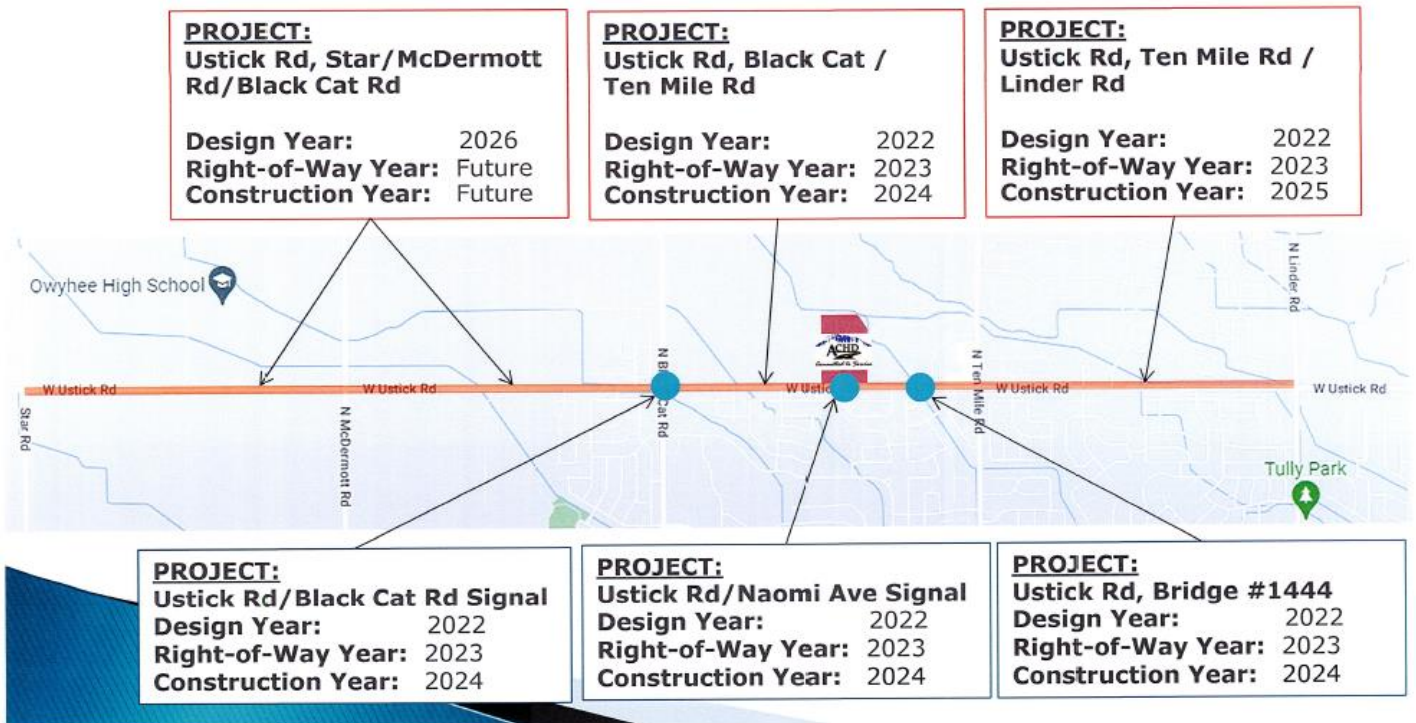 PROJECT:
Ustick Rd, Star/McDermott
Rd/Black Cat Rd
Design Year: 2026
Right-of-Way Year: Future
Construction Year: Future
PROJECT:
Ustick Rd, Black Cat /
Ten Mile Rd
Design Year: 2022
Right-of-Way Year: 2023
Construction Year: 2024
PROJECT:
Ustick Rd, Ten Mile Rd /
Linder Rd
Design Year: 2022
Right-of-Way Year: 2023
Construction Year: 2025
Owyhee High School
N Linder Rd
ACHD
Committed to Service
W Ustick Rd
W Ustick Rd
W Ustic
W Ustick Rd
W Ustick Rd
Star Rd
N McDermott Rd
N B Cat Rd
N Ten Mile Rd
Tully Park
PROJECT:
Ustick Rd/Black Cat Rd Signal
Design Year: 2022
Right-of-Way Year: 2023
Construction Year: 2024
PROJECT:
Ustick Rd/Naomi Ave Signal
Design Year: 2022
Right-of-Way Year: 2023
Construction Year: 2024
PROJECT:
Ustick Rd, Bridge #1444
Design Year: 2022
Right-of-Way Year: 2023
Construction Year: 2024